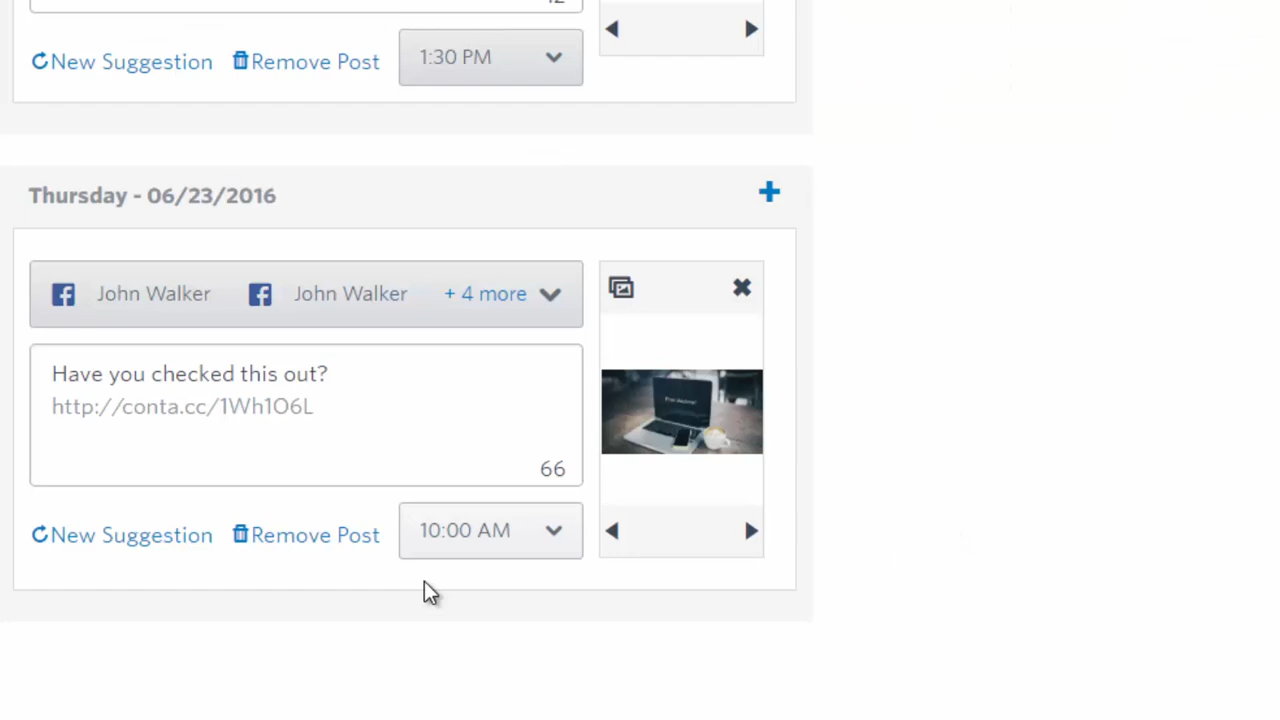 New Suggestion Remove Post 1:30 PM
Thursday - 06/23/2016
John Walker John Walker + 4 more
Have you checked this out?
http://conta.cc/1Wh1O6L
66
New Suggestion Remove Post 10:00 AM